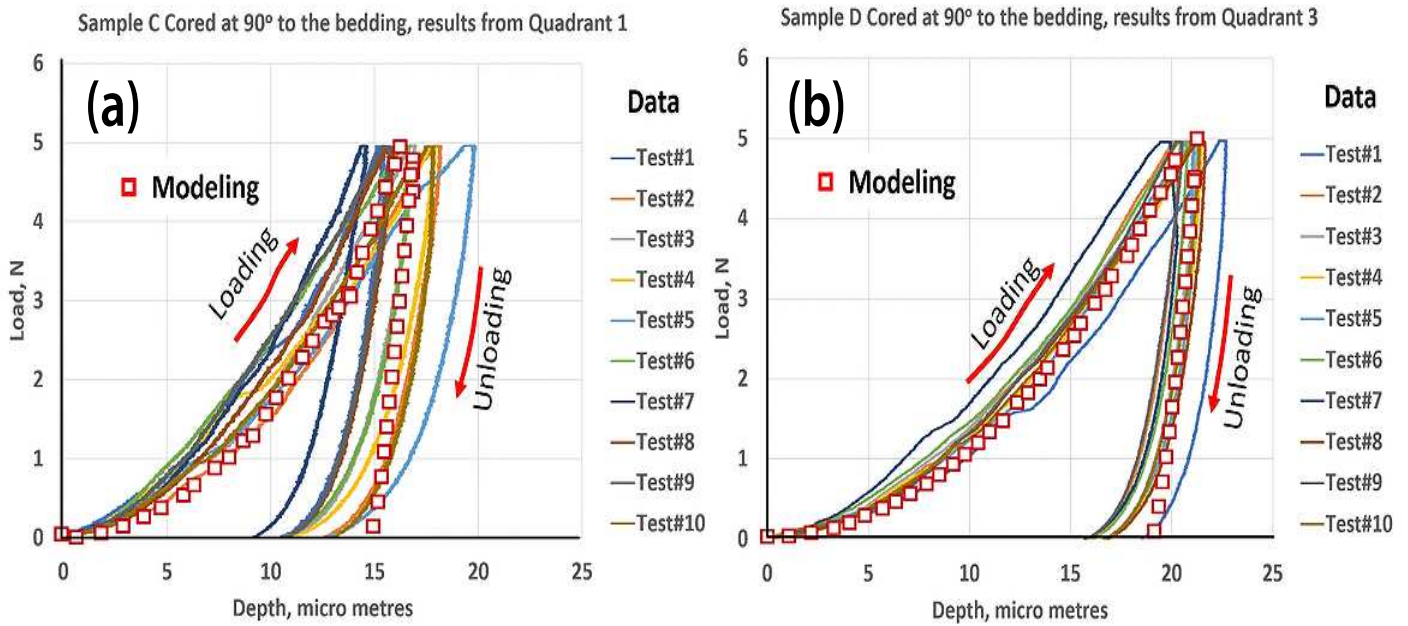 Sample C Cored at 90° to the bedding, results from Quadrant 1
(a)
6
5
4
3
2
1
0
Load, N
0 5 10 15 20 25
Depth, micro metres
Modeling
Loading
Unloading
Data
Test#1
Test#2
Test#3
Test#4
Test#5
Test#6
Test#7
Test#8
Test#9
Test#10
Sample D Cored at 90° to the bedding, results from Quadrant 3
(b)
6
5
4
3
2
1
0
Load, N
0 5 10 15 20 25
Depth, micro metres
Modeling
Loading
Unloading
Data
Test#1
Test#2
Test#3
Test#4
Test#5
Test#6
Test#7
Test#8
Test#9
Test#10